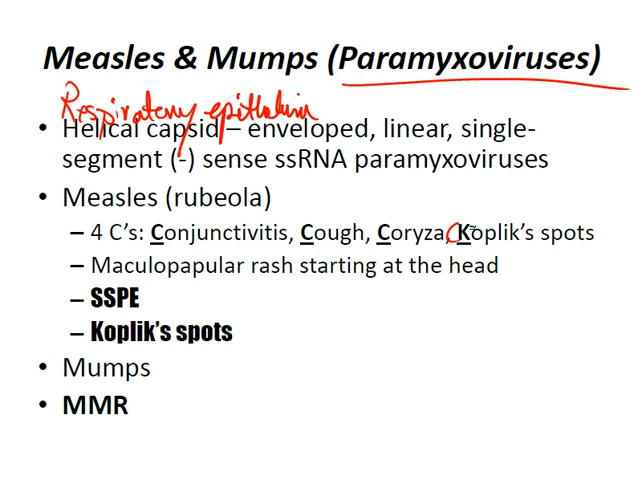 Measles & Mumps (Paramyxoviruses)
Respiratory epithelium
• Helical capsid – enveloped, linear, single-
segment (-) sense ssRNA paramyxoviruses
• Measles (rubeola)
– 4 C's: Conjunctivitis, Cough, Coryza, CKoplik's spots
– Maculopapular rash starting at the head
– SSPE
– Koplik's spots
• Mumps
• MMR